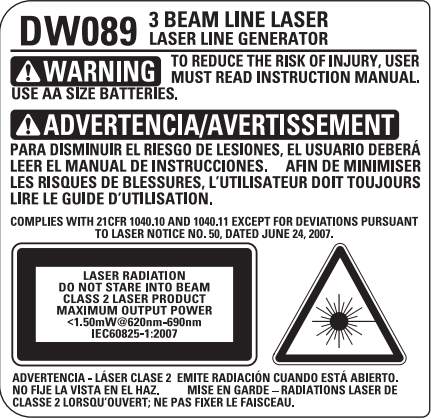 DW089 3 BEAM LINE LASER
LASER LINE GENERATOR
WARNING TO REDUCE THE RISK OF INJURY, USER
MUST READ INSTRUCTION MANUAL.
USE AA SIZE BATTERIES.
ADVERTENCIA/AVERTISSEMENT
PARA DISMINUIR EL RIESGO DE LESIONES, EL USUARIO DEBERÁ
LEER EL MANUAL DE INSTRUCCIONES. AFIN DE MINIMISER
LES RISQUES DE BLESSURES, L'UTILISATEUR DOIT TOUJOURS
LIRE LE GUIDE D'UTILISATION.
COMPLIES WITH 21CFR 1040.10 AND 1040.11 EXCEPT FOR DEVIATIONS PURSUANT
TO LASER NOTICE NO. 50, DATED JUNE 24, 2007.
LASER RADIATION
DO NOT STARE INTO BEAM
CLASS 2 LASER PRODUCT
MAXIMUM OUTPUT POWER
<1.50mW@620nm-690nm
IEC60825-1:2007
ADVERTENCIA - LÁSER CLASE 2 EMITE RADIACIÓN CUANDO ESTÁ ABIERTO.
NO FIJE LA VISTA EN EL HAZ. MISE EN GARDE – RADIATIONS LASER DE
CLASSE 2 LORSQU'OUVERT; NE PAS FIXER LE FAISCEAU.